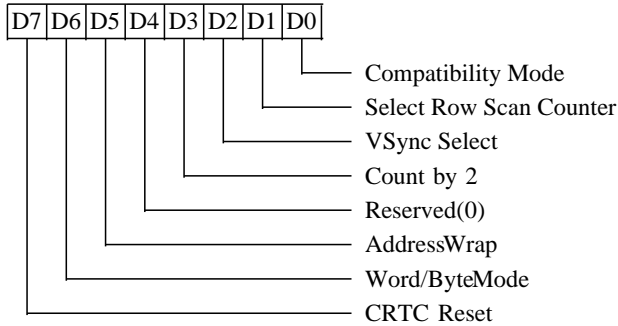 D7 D6 D5 D4 D3 D2 D1 D0
Compatibility Mode
Select Row Scan Counter
VSync Select
Count by 2
Reserved(0)
AddressWrap
Word/ByteMode
CRTC Reset